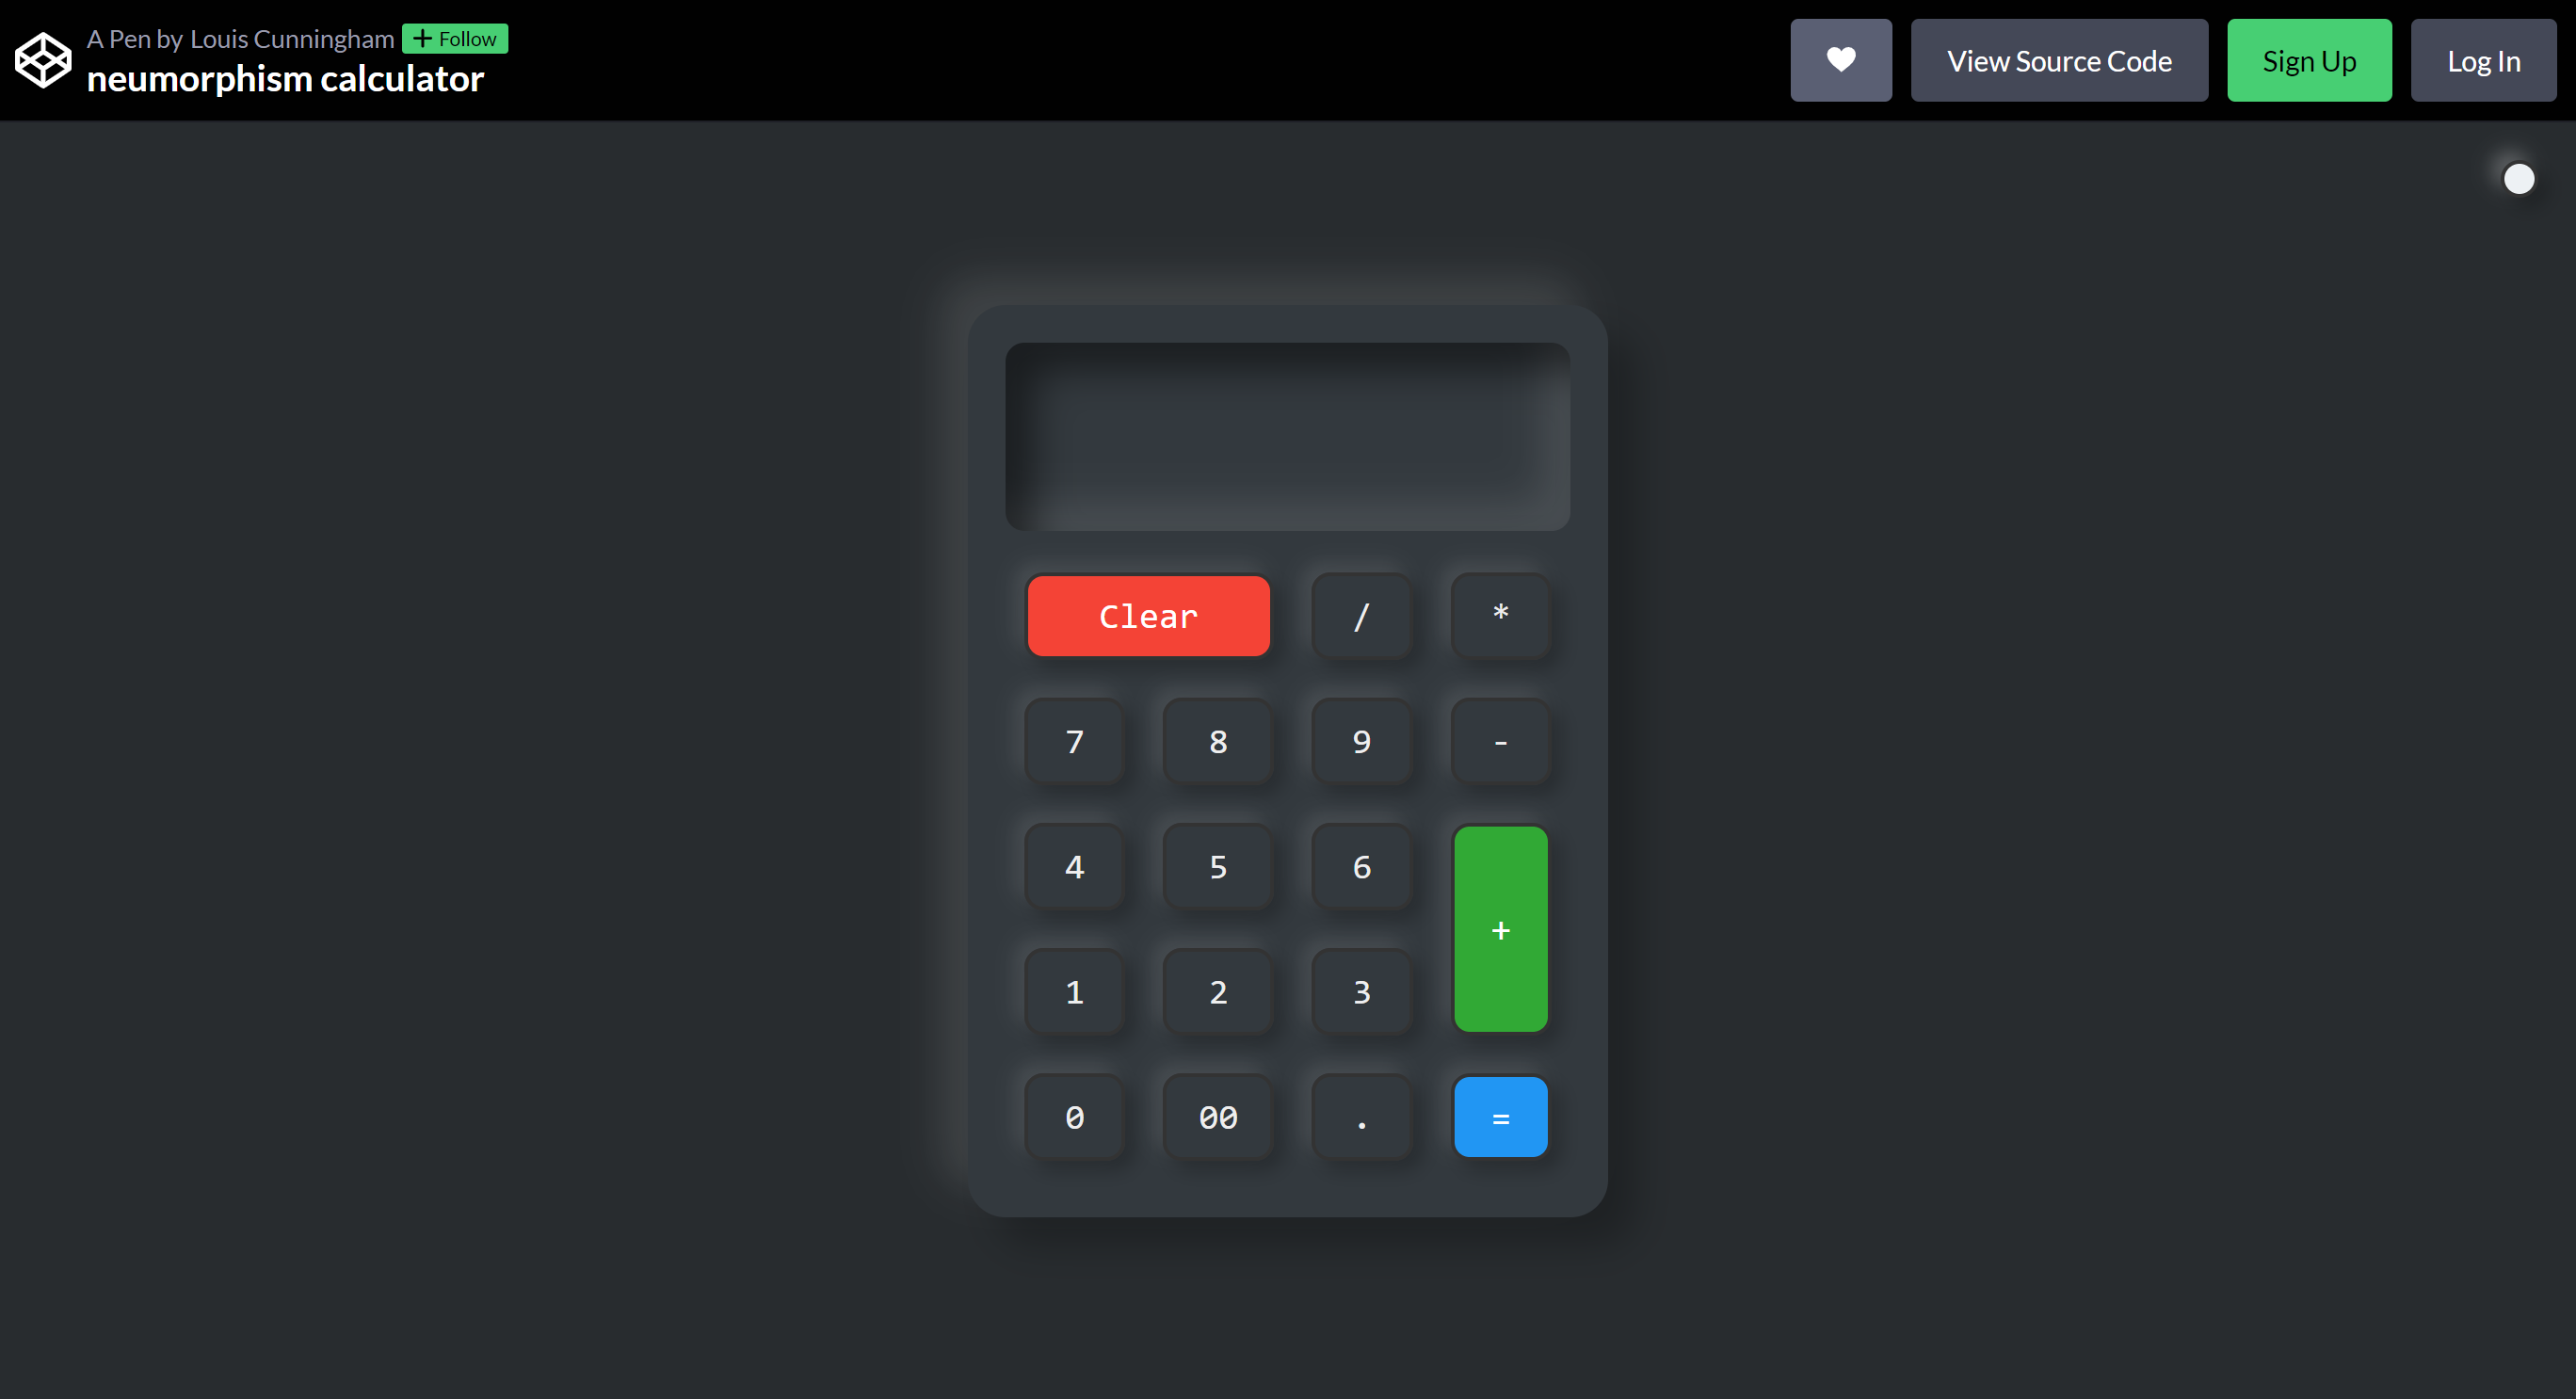 A Pen by Louis Cunningham + Follow
neumorphism calculator
View Source Code
Sign Up
Log In
Clear / *
7 8 9 -
4 5 6 +
1 2 3
0 00 . =